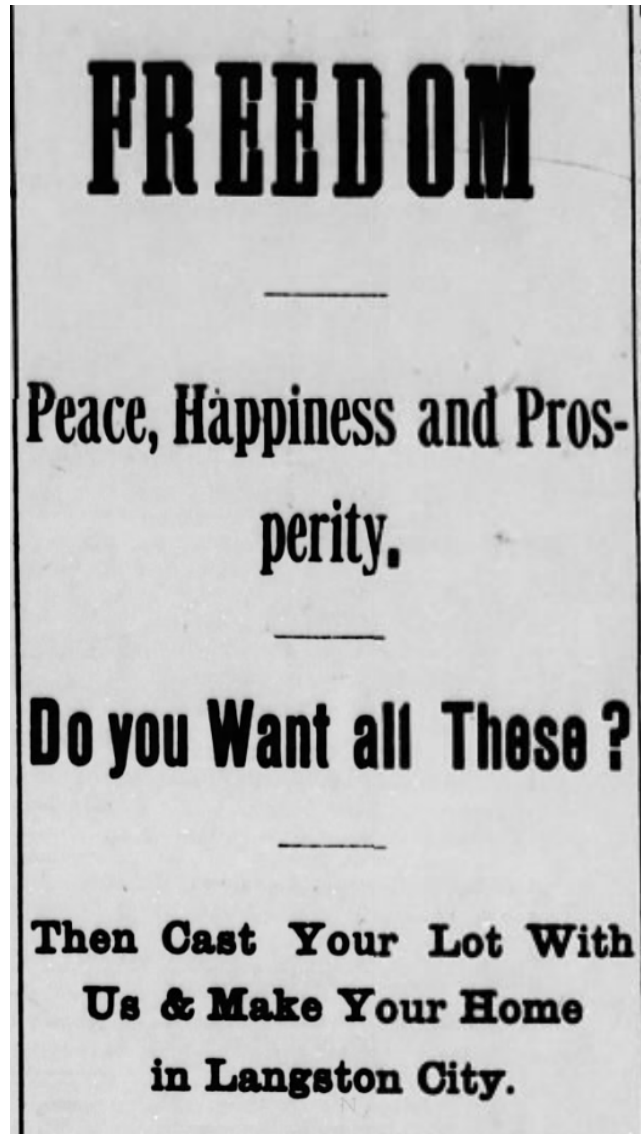 FREEDOM
Peace, Happiness and Pros-
perity.
Do you Want all These ?
Then Cast Your Lot With
Us & Make Your Home
in Langston City.